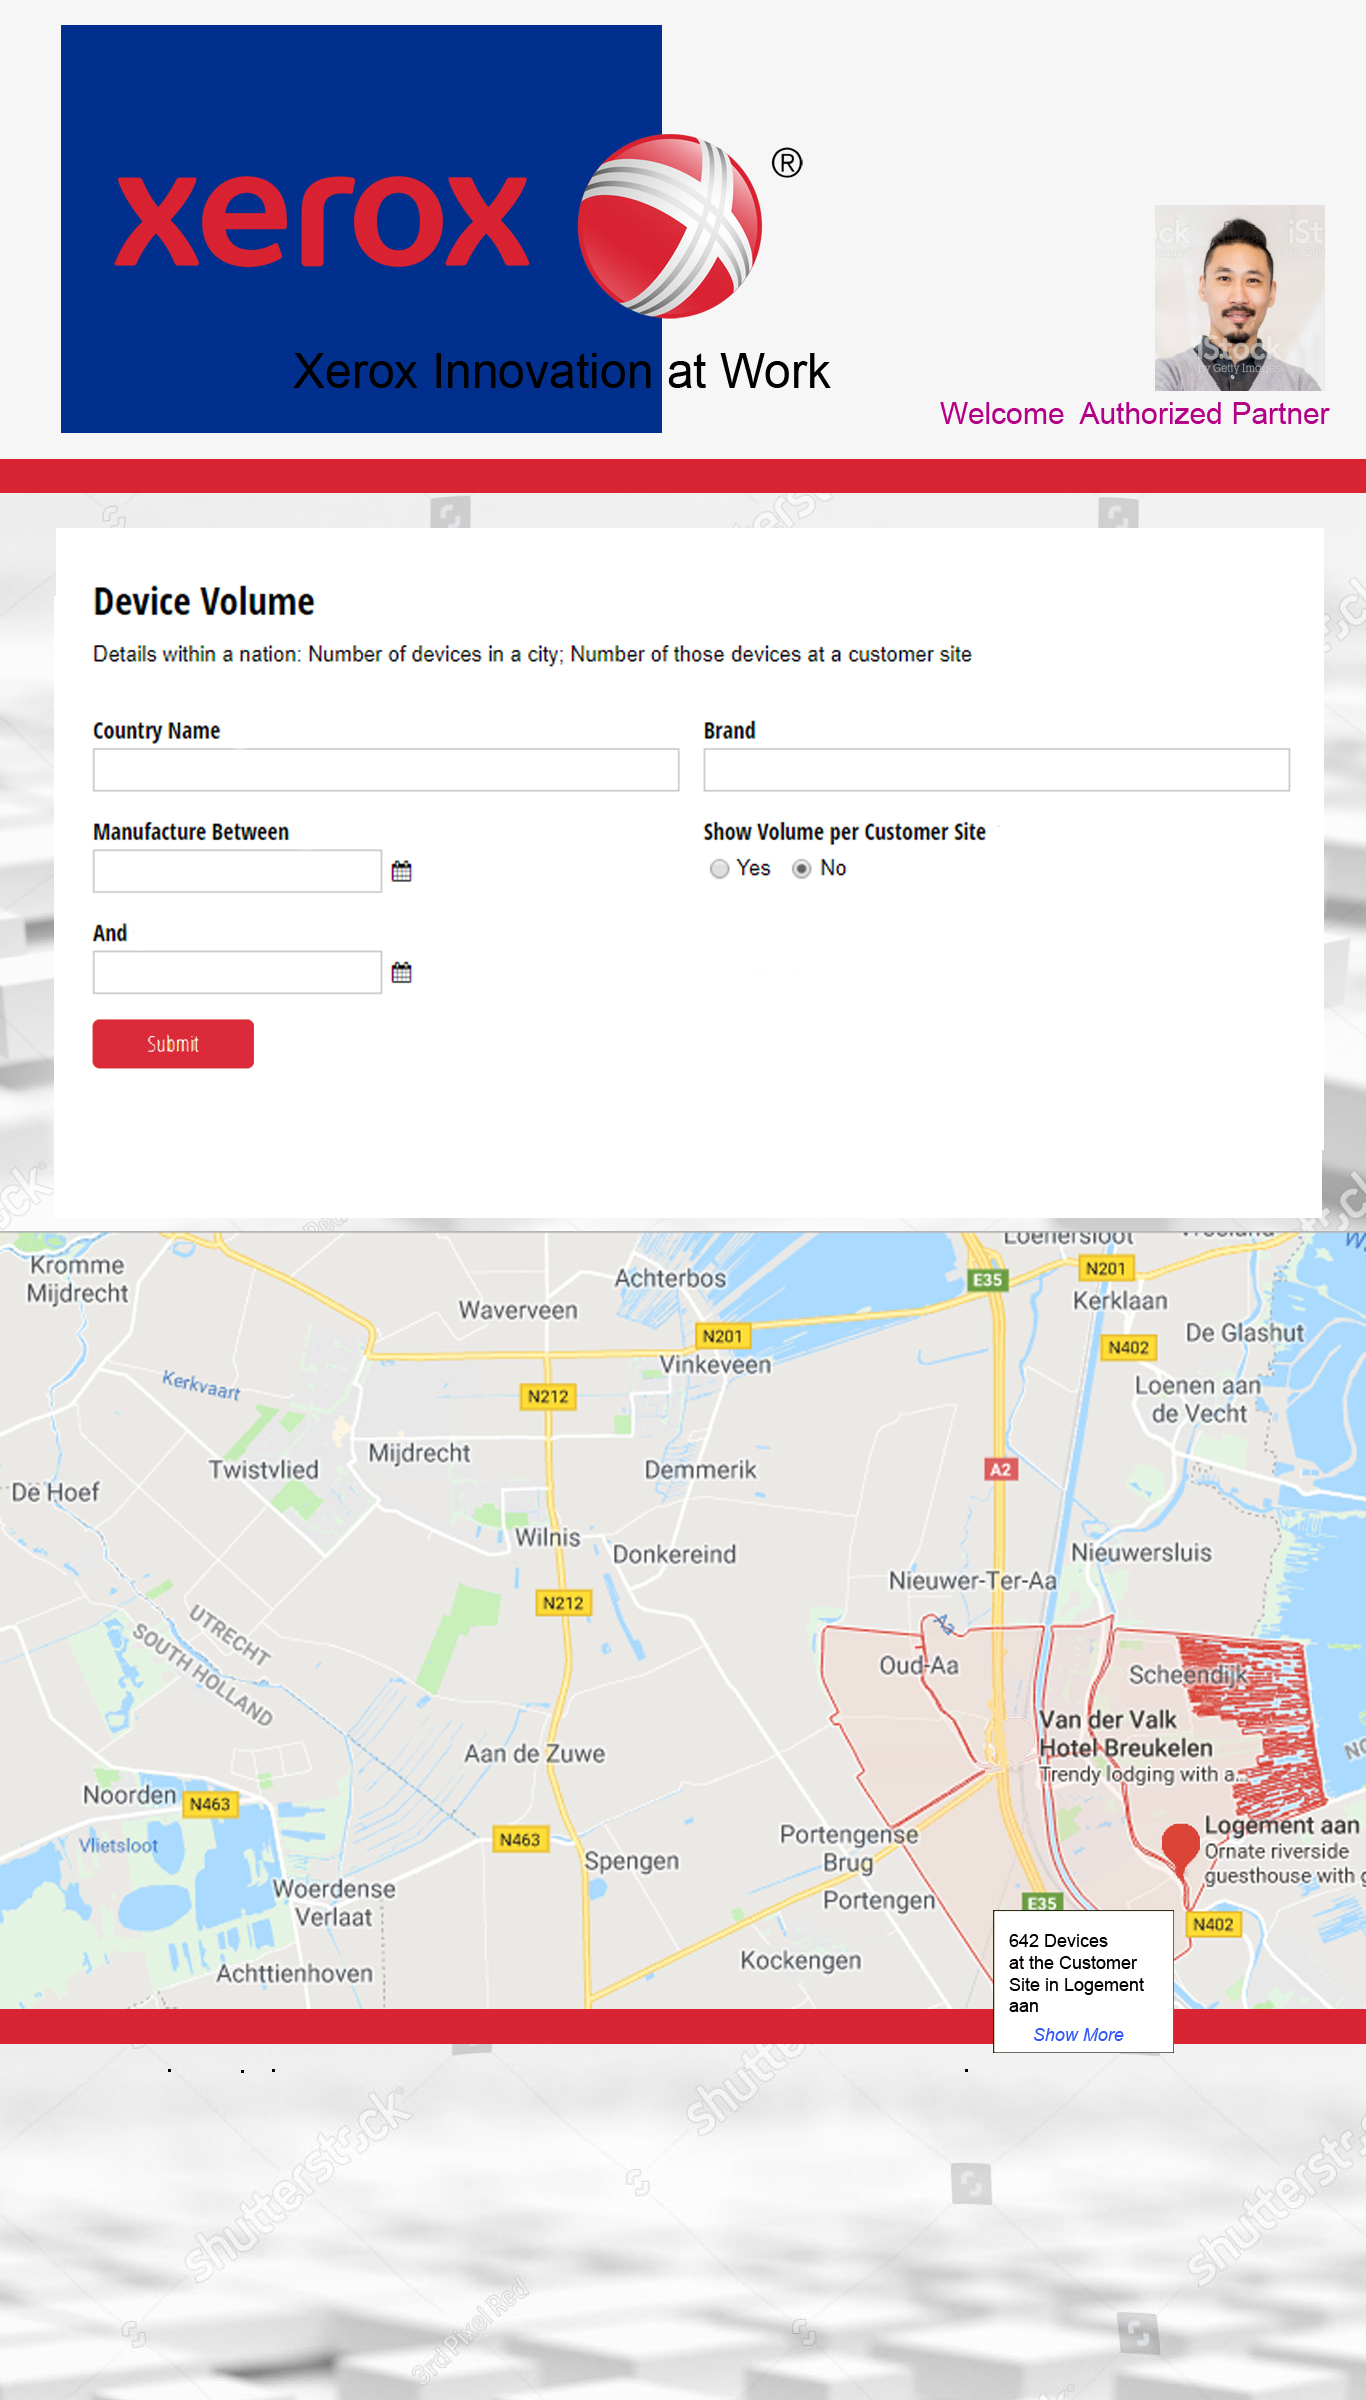 xerox ®
Xerox Innovation at Work
iStock
by Getty Images
Welcome Authorized Partner
Device Volume
Details within a nation: Number of devices in a city; Number of those devices at a customer site
Country Name
Brand
Manufacture Between
Show Volume per Customer Site
Yes No
And
Submit
Loenersloot
Kromme
Mijdrecht
Achterbos
E35
N201
Waverveen
Kerklaan
N201
De Glashut
Vinkeveen
N402
Kerkvaart
N212
Loenen aan
de Vecht
Mijdrecht
Twistvlied
Demmerik
A2
De Hoef
Wilnis
Donkereind
Nieuwersluis
Nieuwer-Ter-Aa
N212
UTRECHT
SOUTH HOLLAND
Aa
Oud-Aa
Scheendijk
Van der Valk
Hotel Breukelen
Trendy lodging with a...
Aan de Zuwe
Noorden
N463
Vlietsloot
N463
Portengense
Brug
Logement aan
Ornate riverside
guesthouse with g
Spengen
Woerdense
Verlaat
Portengen
E35
N402
Kockengen
Achttienhoven
642 Devices
at the Customer
Site in Logement
aan
Show More
shutterstock
shutterstock
shutterstock
3rd Pixel Red